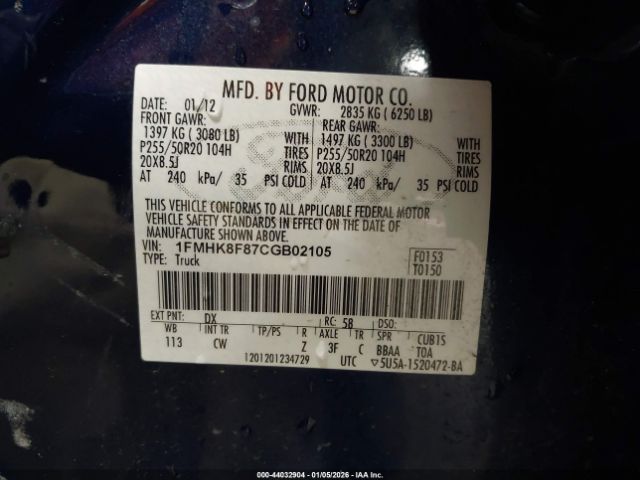 MFD. BY FORD MOTOR CO.
DATE: 01/12 GVWR: 2835 KG ( 6250 LB)
FRONT GAWR: REAR GAWR:
1397 KG ( 3080 LB) WITH 1497 KG ( 3300 LB) WITH
P255/50R20 104H TIRES P255/50R20 104H TIRES
20X8.5J RIMS 20X8.5J RIMS
AT 240 kPa/ 35 PSI COLD AT 240 kPa/ 35 PSI COLD
THIS VEHICLE CONFORMS TO ALL APPLICABLE FEDERAL MOTOR
VEHICLE SAFETY STANDARDS IN EFFECT ON THE DATE OF
MANUFACTURE SHOWN ABOVE.
VIN: 1FMHK8F87CGB02105 F0153
TYPE: Truck T0150
EXT PNT: DX RC: 58 DSO:
WB INT TR TP/PS R AXLE TR SPR CUB1S
113 CW Z 3F C BBAA TOA
1201201234729 UTC ▽5U5A-1520472-BA
000-44032904 - 01/05/2026 - IAAI.COM